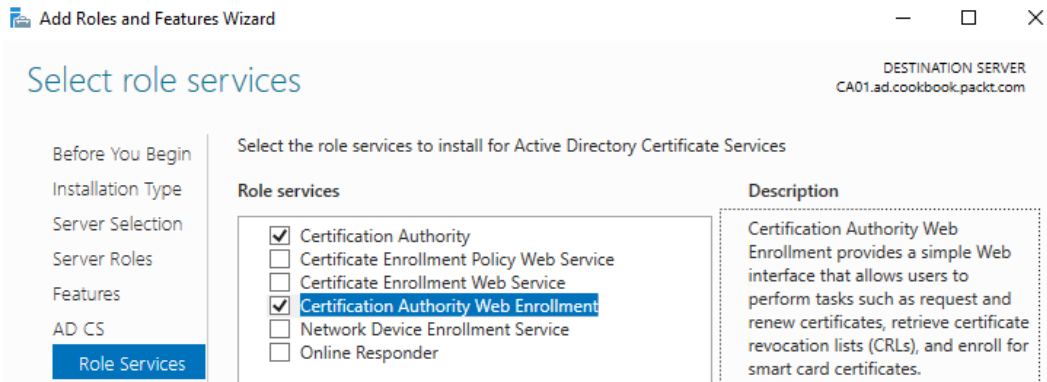 Add Roles and Features Wizard
Select role services
DESTINATION SERVER
CA01.ad.cookbook.packt.com
Before You Begin
Installation Type
Server Selection
Server Roles
Features
AD CS
Role Services
Select the role services to install for Active Directory Certificate Services
Role services
Certification Authority
Certificate Enrollment Policy Web Service
Certificate Enrollment Web Service
Certification Authority Web Enrollment
Network Device Enrollment Service
Online Responder
Description
Certification Authority Web
Enrollment provides a simple Web
interface that allows users to
perform tasks such as request and
renew certificates, retrieve certificate
revocation lists (CRLs), and enroll for
smart card certificates.